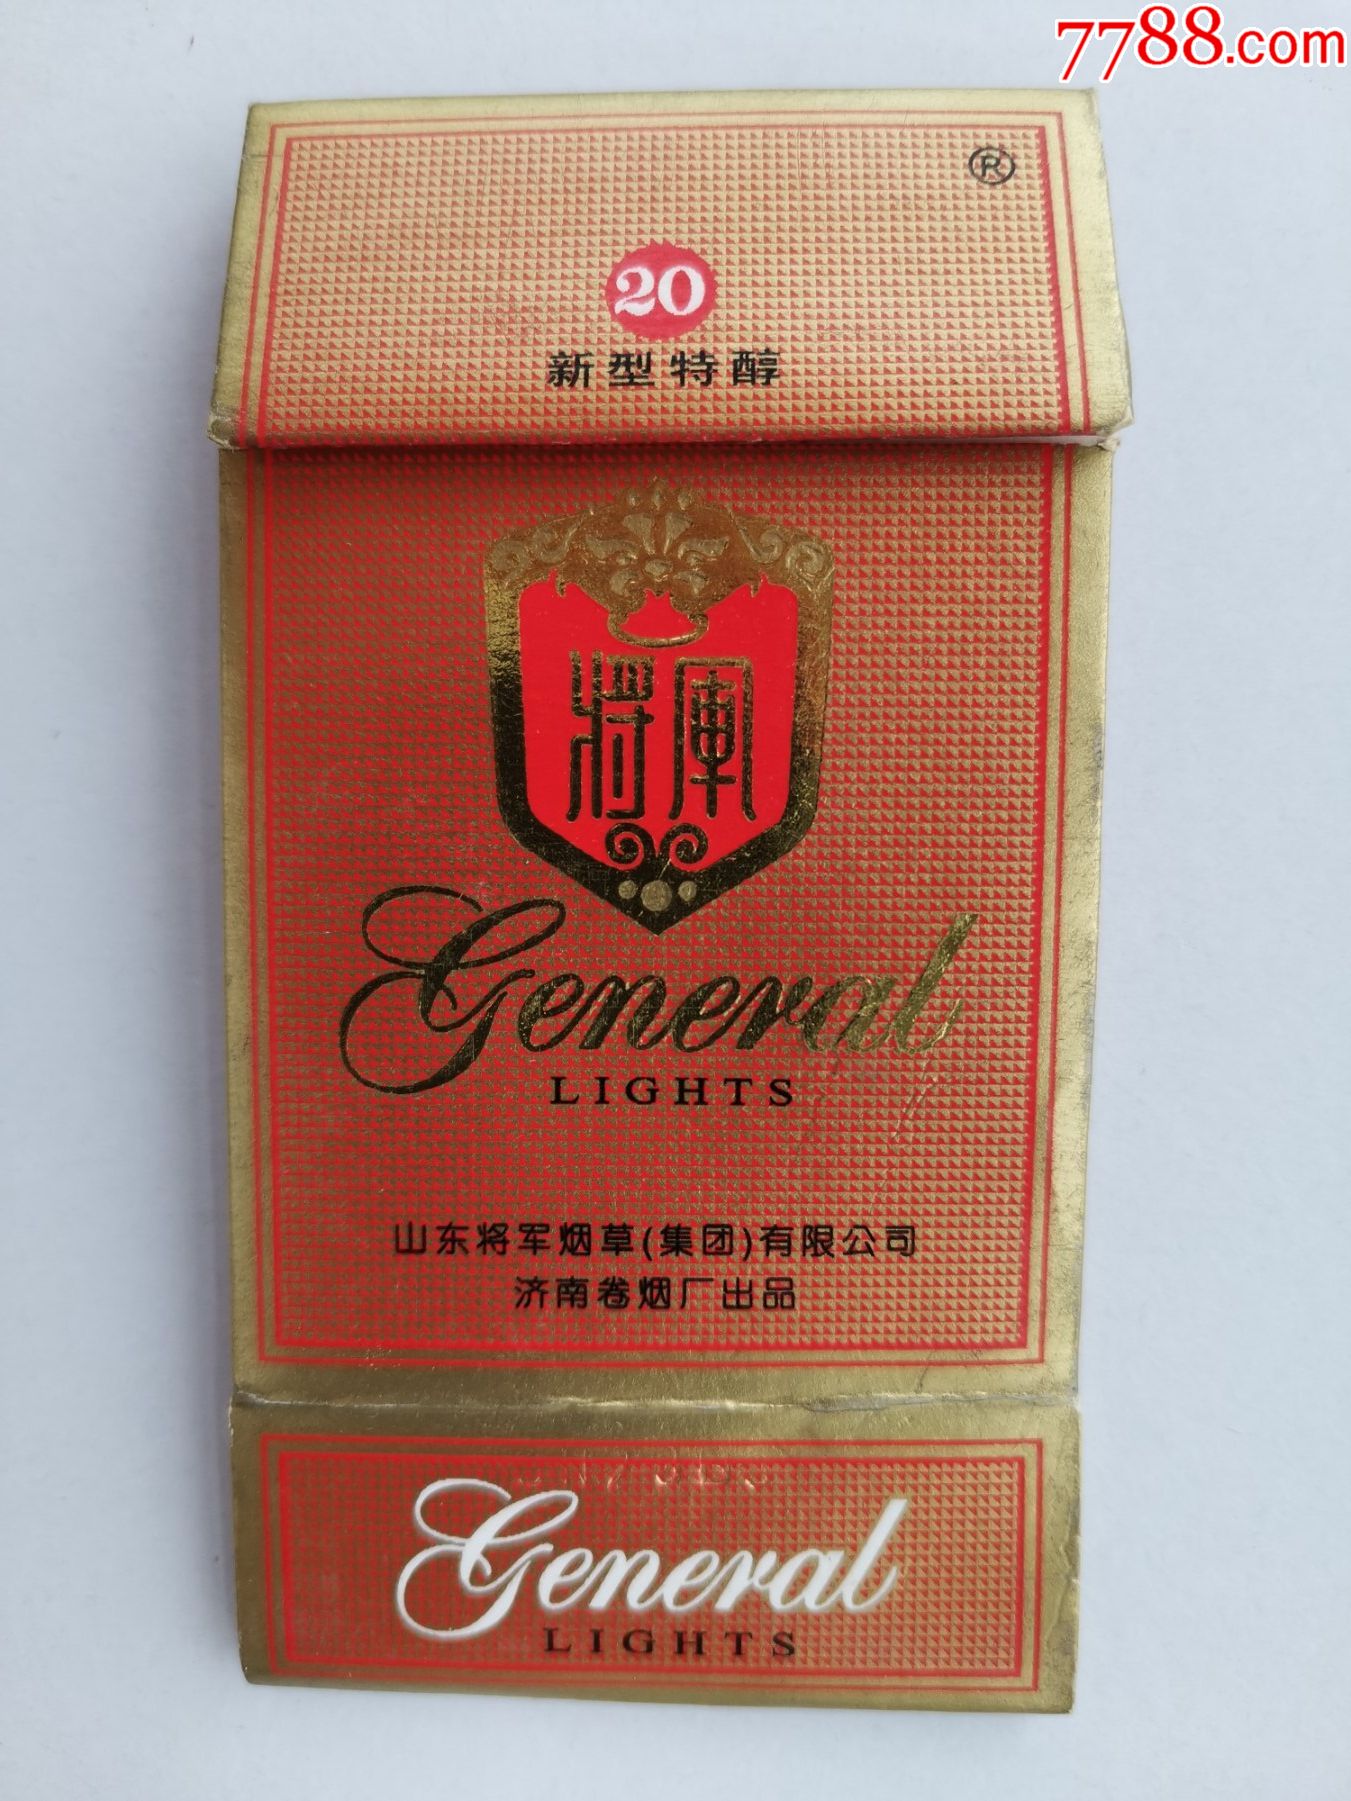 7788.com
®
20
新型特醇
将軍
General
LIGHTS
山东将军烟草(集团)有限公司
济南卷烟厂出品
General
LIGHTS